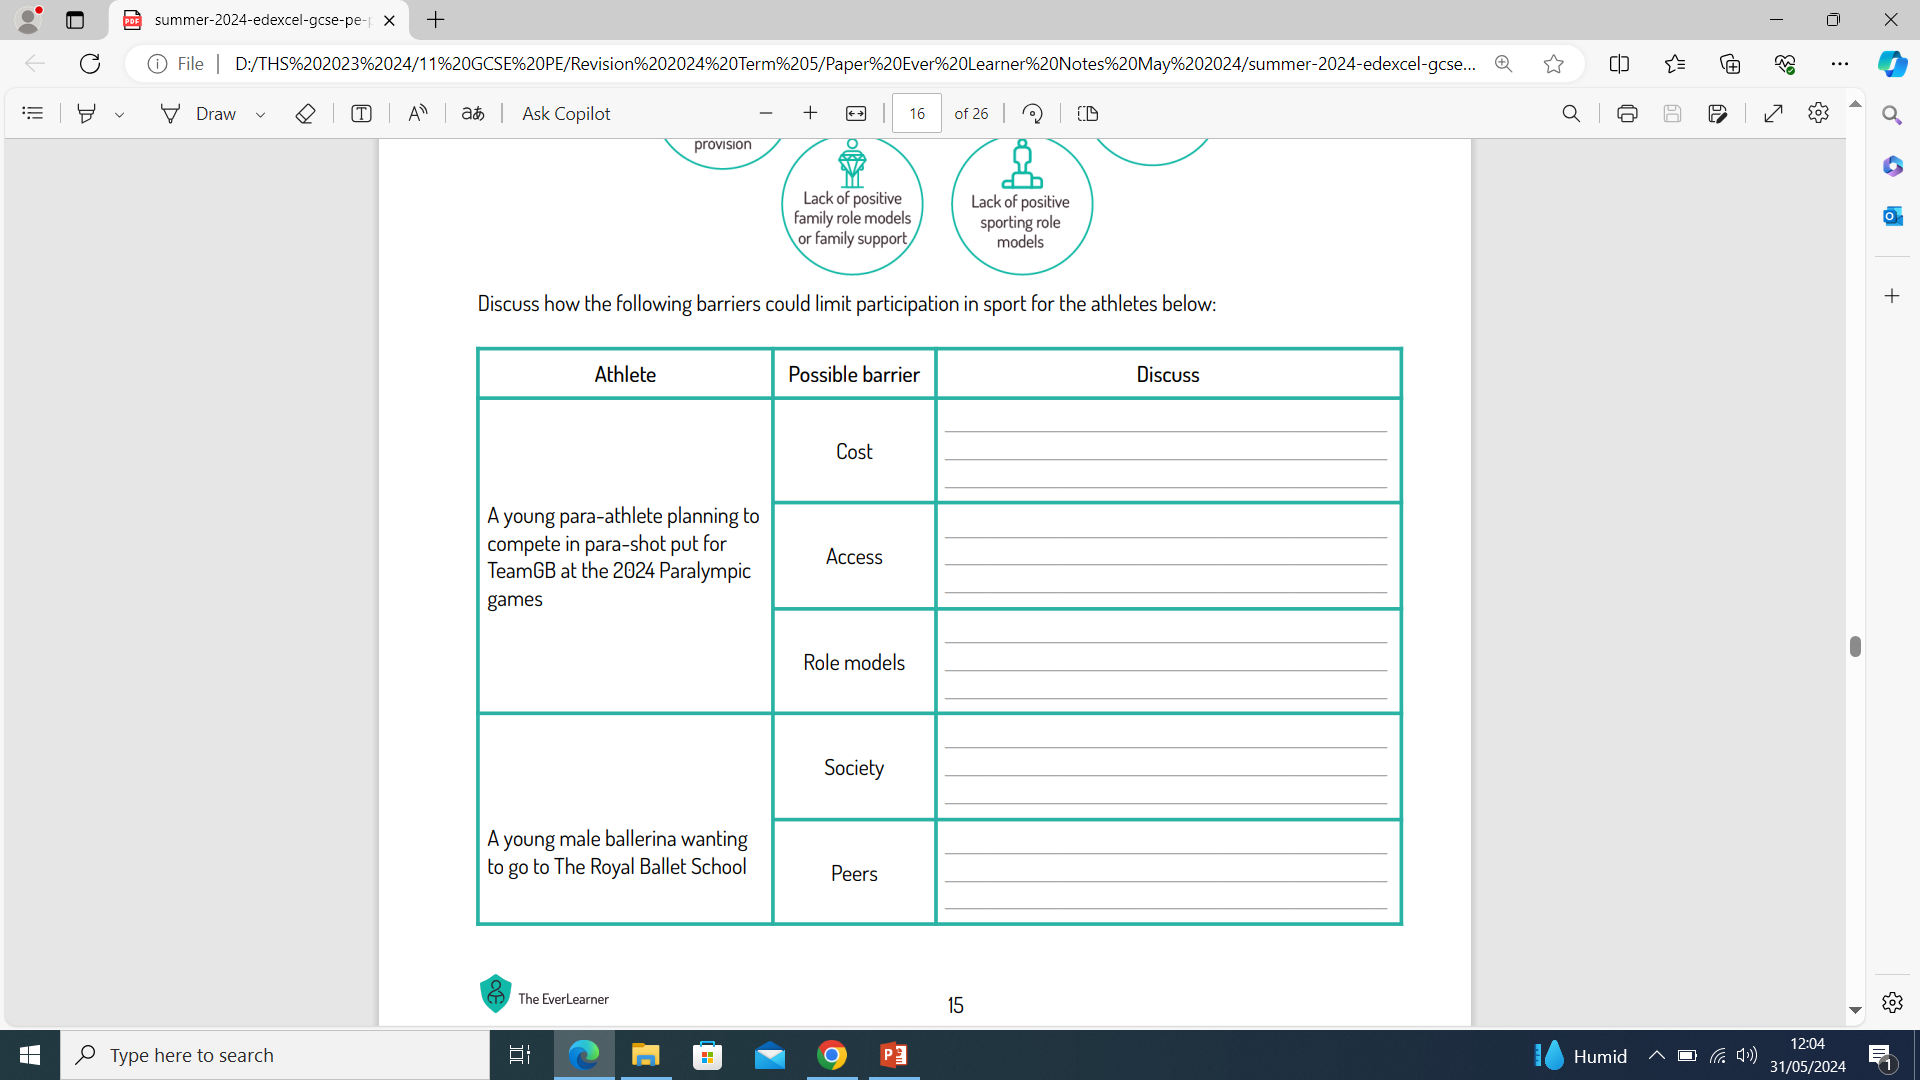 summer-2024-edexcel-gcse-pe-p
File
D:/THS%202023%2024/11%20GCSE%20PE/Revision%202024%20Term%205/Paper%20Ever%20Learner%20Notes%20May%202024/summer-2024-edexcel-gcse...
Draw
Ask Copilot
16
of 26
provision
Lack of positive
family role models
or family support
Lack of positive
sporting role
models
Discuss how the following barriers could limit participation in sport for the athletes below:
Athlete
Possible barrier
Discuss
A young para-athlete planning to
compete in para-shot put for
TeamGB at the 2024 Paralympic
games
Cost
Access
Role models
A young male ballerina wanting
to go to The Royal Ballet School
Society
Peers
The EverLearner
15
Type here to search
Humid
12:04
31/05/2024
1